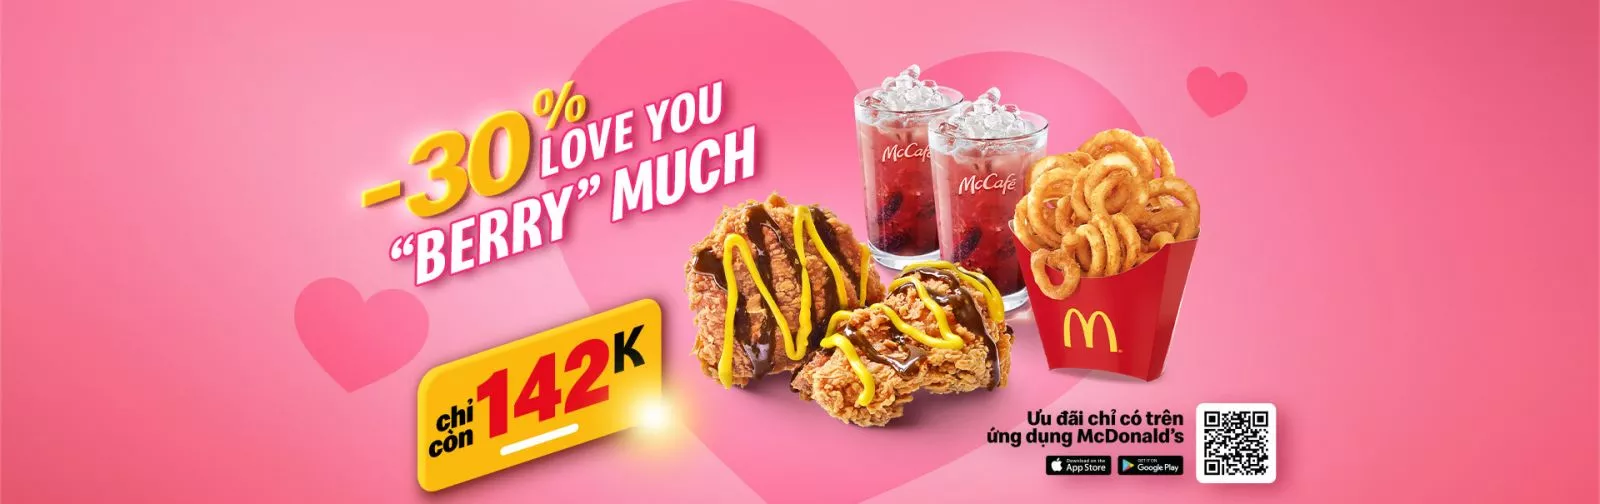 -30%
LOVE YOU
“BERRY” MUCH
chỉ
còn
142K
McCafé
McCafé
M
Ưu đãi chỉ có trên
ứng dụng McDonald's
Download on the
App Store
GET IT ON
Google Play